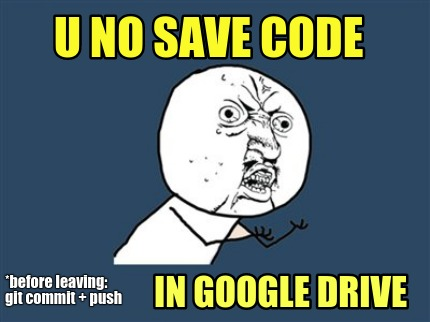 U NO SAVE CODE
*before leaving:
git commit + push
IN GOOGLE DRIVE